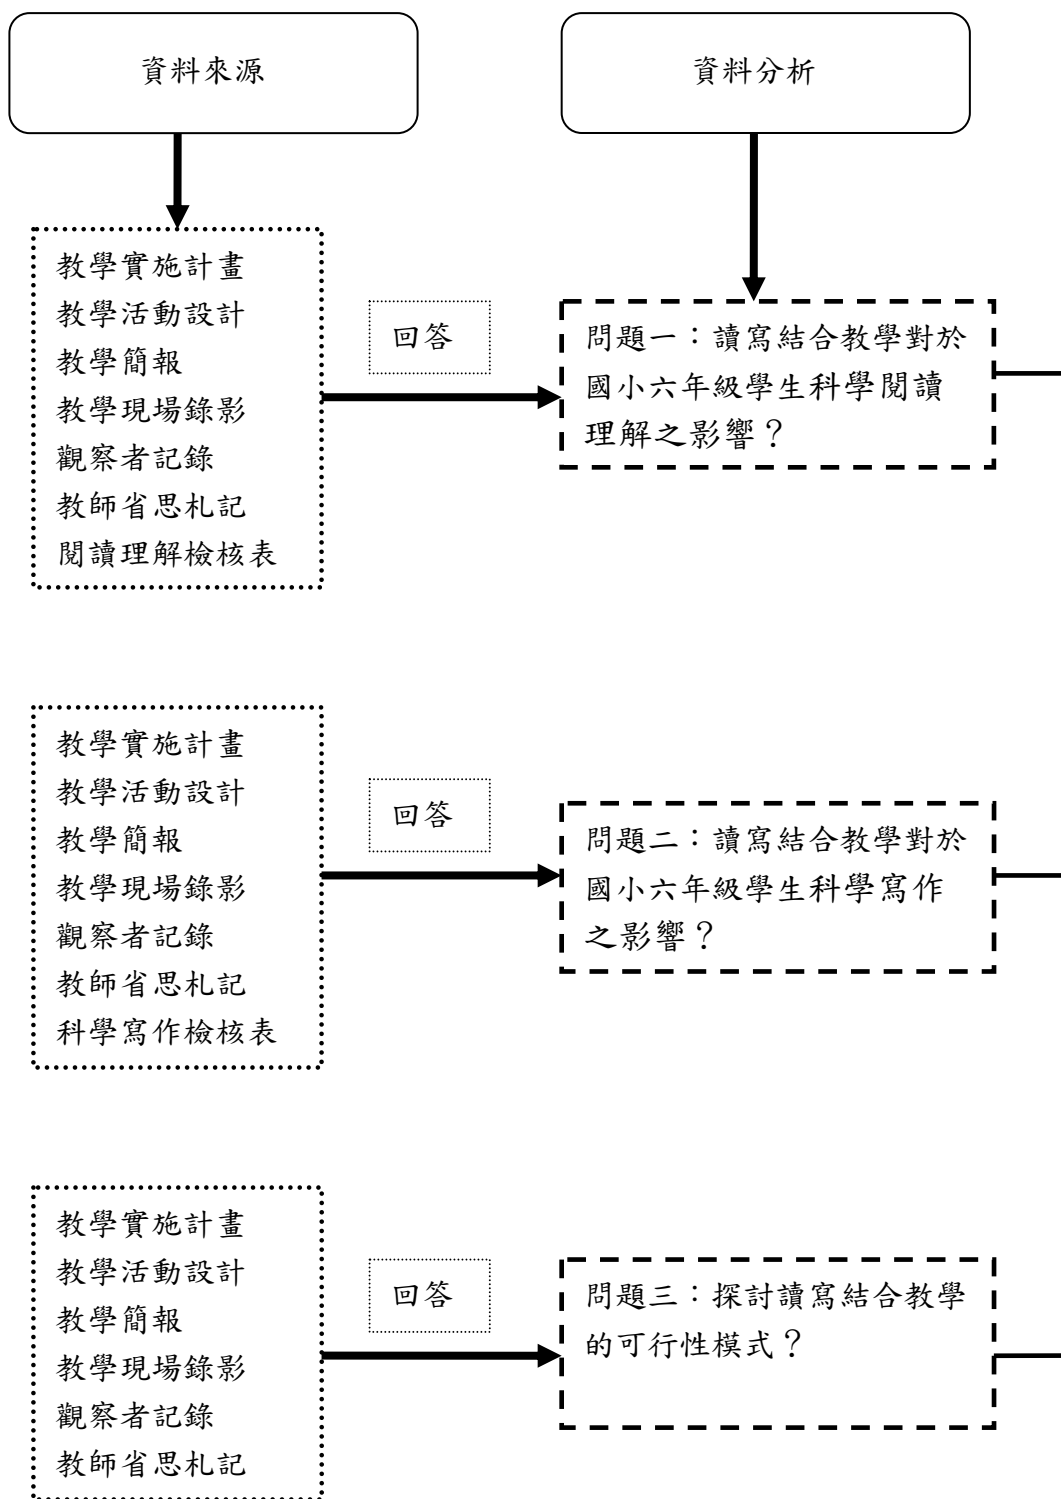 資料來源
資料分析
教學實施計畫
教學活動設計
教學簡報
教學現場錄影
觀察者記錄
教師省思札記
閱讀理解檢核表
回答
問題一：讀寫結合教學對於
國小六年級學生科學閱讀
理解之影響？
教學實施計畫
教學活動設計
教學簡報
教學現場錄影
觀察者記錄
教師省思札記
科學寫作檢核表
回答
問題二：讀寫結合教學對於
國小六年級學生科學寫作
之影響？
教學實施計畫
教學活動設計
教學簡報
教學現場錄影
觀察者記錄
教師省思札記
回答
問題三：探討讀寫結合教學
的可行性模式？